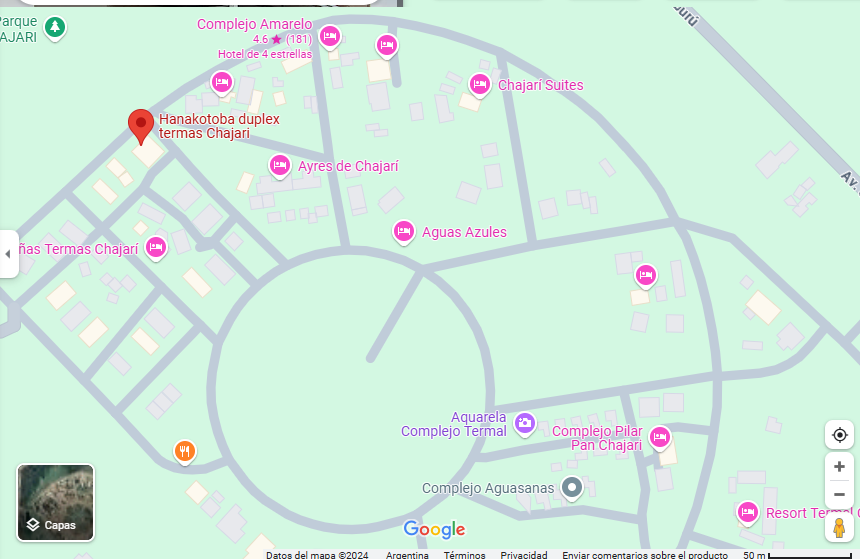 Parque
AJARI
Complejo Amarelo
4.6 ★ (181)
Hotel de 4 estrellas
Chajarí Suites
Hanakotoba duplex
termas Chajari
Ayres de Chajarí
Av.
Aguas Azules
ñas Termas Chajarí
Aquarela
Complejo Termal
Complejo Pilar
Pan Chajari
Complejo Aguasanas
Resort Termal C
Capas
Google
Datos del mapa ©2024 Argentina Términos Privacidad Enviar comentarios sobre el producto 50 m